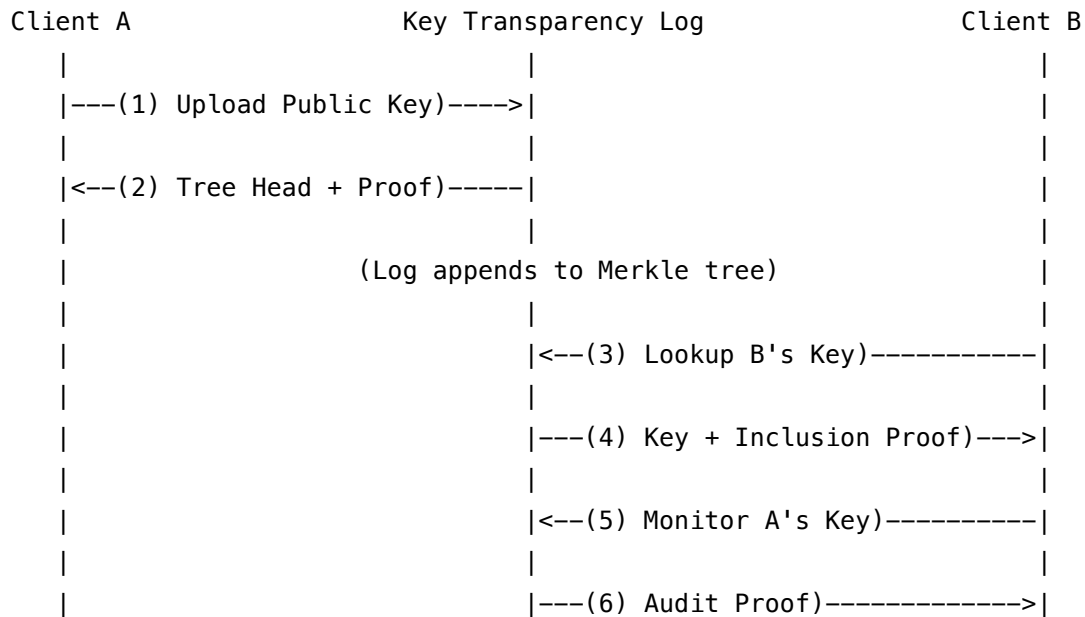 Client A Key Transparency Log Client B
|---(1) Upload Public Key)---->|
|<--(2) Tree Head + Proof)-----|
(Log appends to Merkle tree)
|<--(3) Lookup B's Key)-----------|
|---(4) Key + Inclusion Proof)--->|
|<--(5) Monitor A's Key)----------|
|---(6) Audit Proof)------------->|